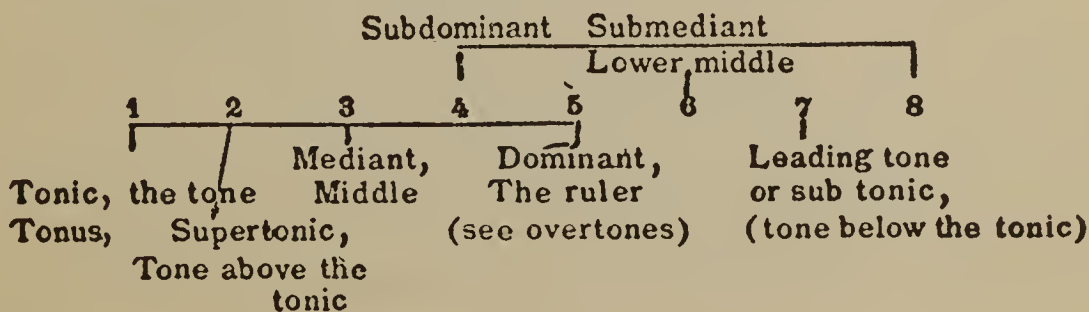 Subdominant Submediant
Lower middle
1 2 3 4 5 6 7 8
Mediant, Dominant, Leading tone
Tonic, the tone Middle The ruler or sub tonic,
Tonus, Supertonic, (see overtones) (tone below the tonic)
Tone above the
tonic